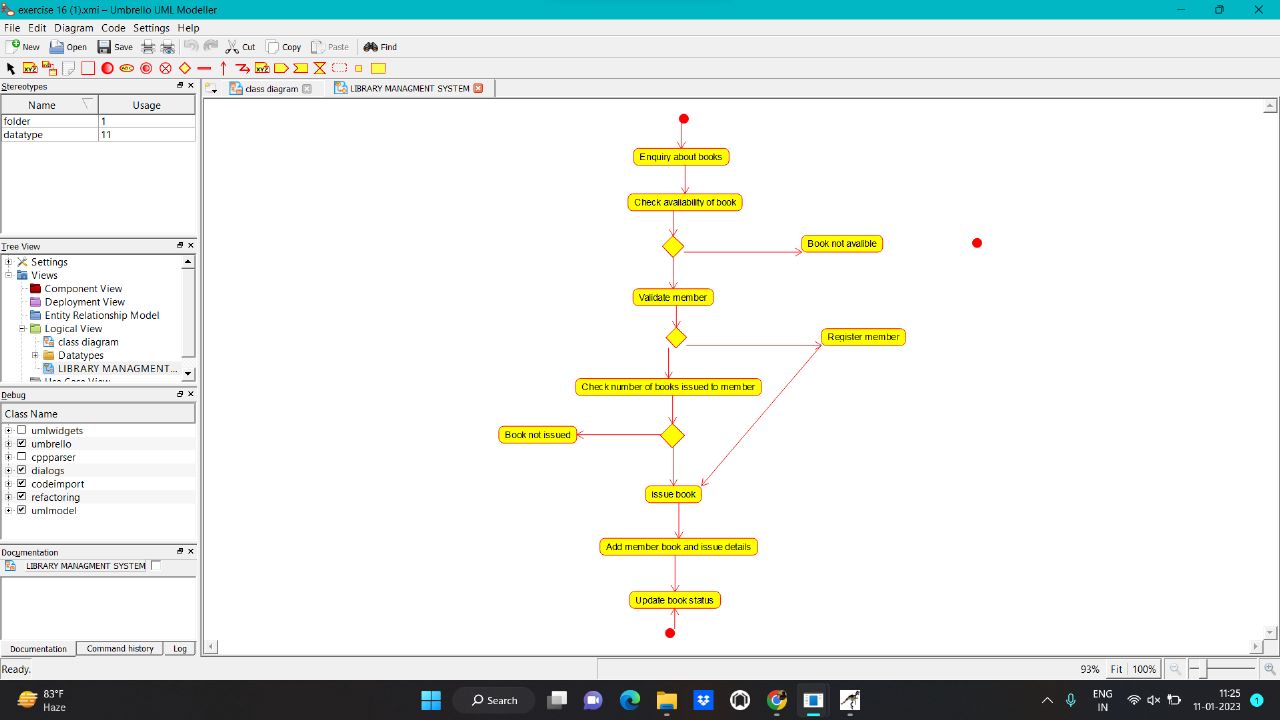 exercise 16 (1).xmi – Umbrello UML Modeller
File Edit Diagram Code Settings Help
New Open Save Cut Copy Paste Find
Stereotypes
class diagram
LIBRARY MANAGMENT SYSTEM
Name Usage
folder 1
datatype 11
Tree View
Settings
Views
Component View
Deployment View
Entity Relationship Model
Logical View
class diagram
Datatypes
LIBRARY MANAGMENT...
Use Case View
Debug
Class Name
umlwidgets
umbrello
cppparser
dialogs
codeimport
refactoring
umlmodel
Documentation
LIBRARY MANAGMENT SYSTEM
Documentation Command history Log
Enquiry about books
Check avaliability of book
Book not avalible
Validate member
Register member
Check number of books issued to member
Book not issued
issue book
Add member book and issue details
Update book status
Ready.
93% Fit 100%
83°F
Haze
Search
ENG
IN
11:25
11-01-2023
1